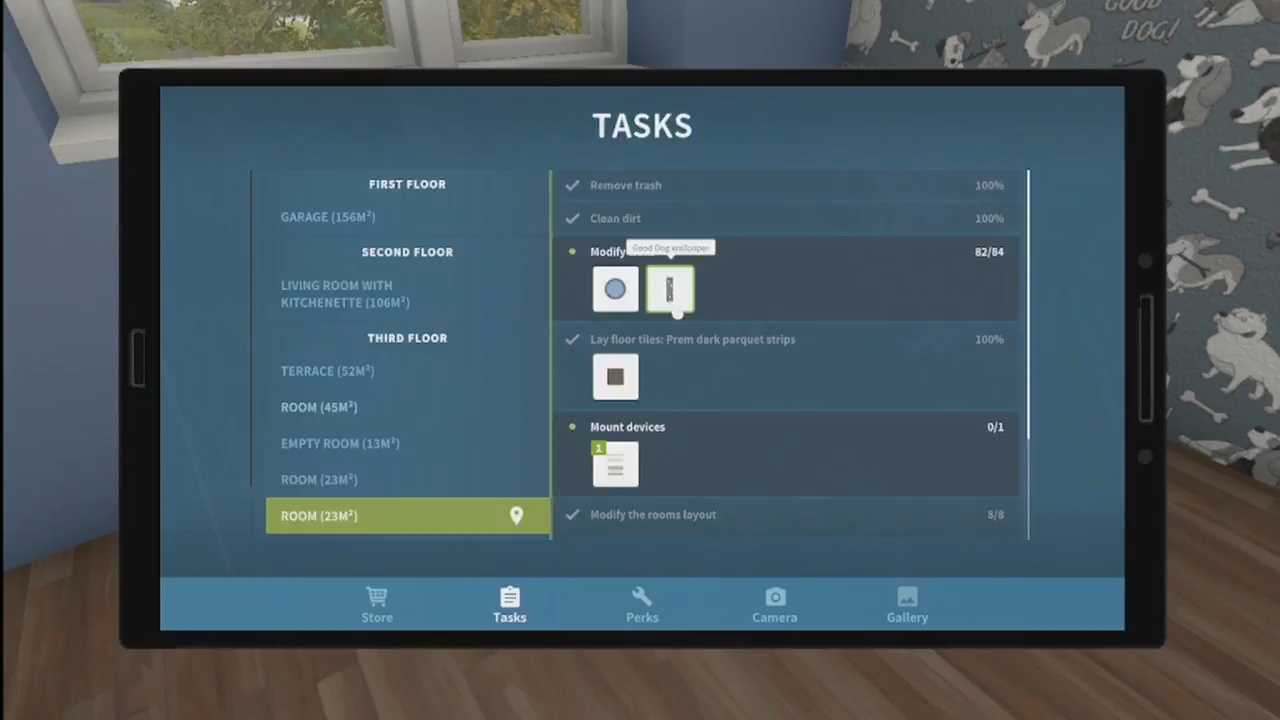 GOOD
DOG!
TASKS
FIRST FLOOR
GARAGE (156M²)
SECOND FLOOR
LIVING ROOM WITH
KITCHENETTE (106M²)
THIRD FLOOR
TERRACE (52M²)
ROOM (45M²)
EMPTY ROOM (13M²)
ROOM (23M²)
ROOM (23M²)
Remove trash 100%
Clean dirt 100%
Good Dog wallpaper
Modify 82/84
Lay floor tiles: Prem dark parquet strips 100%
Mount devices 0/1
1
Modify the rooms layout 8/8
Store Tasks Perks Camera Gallery